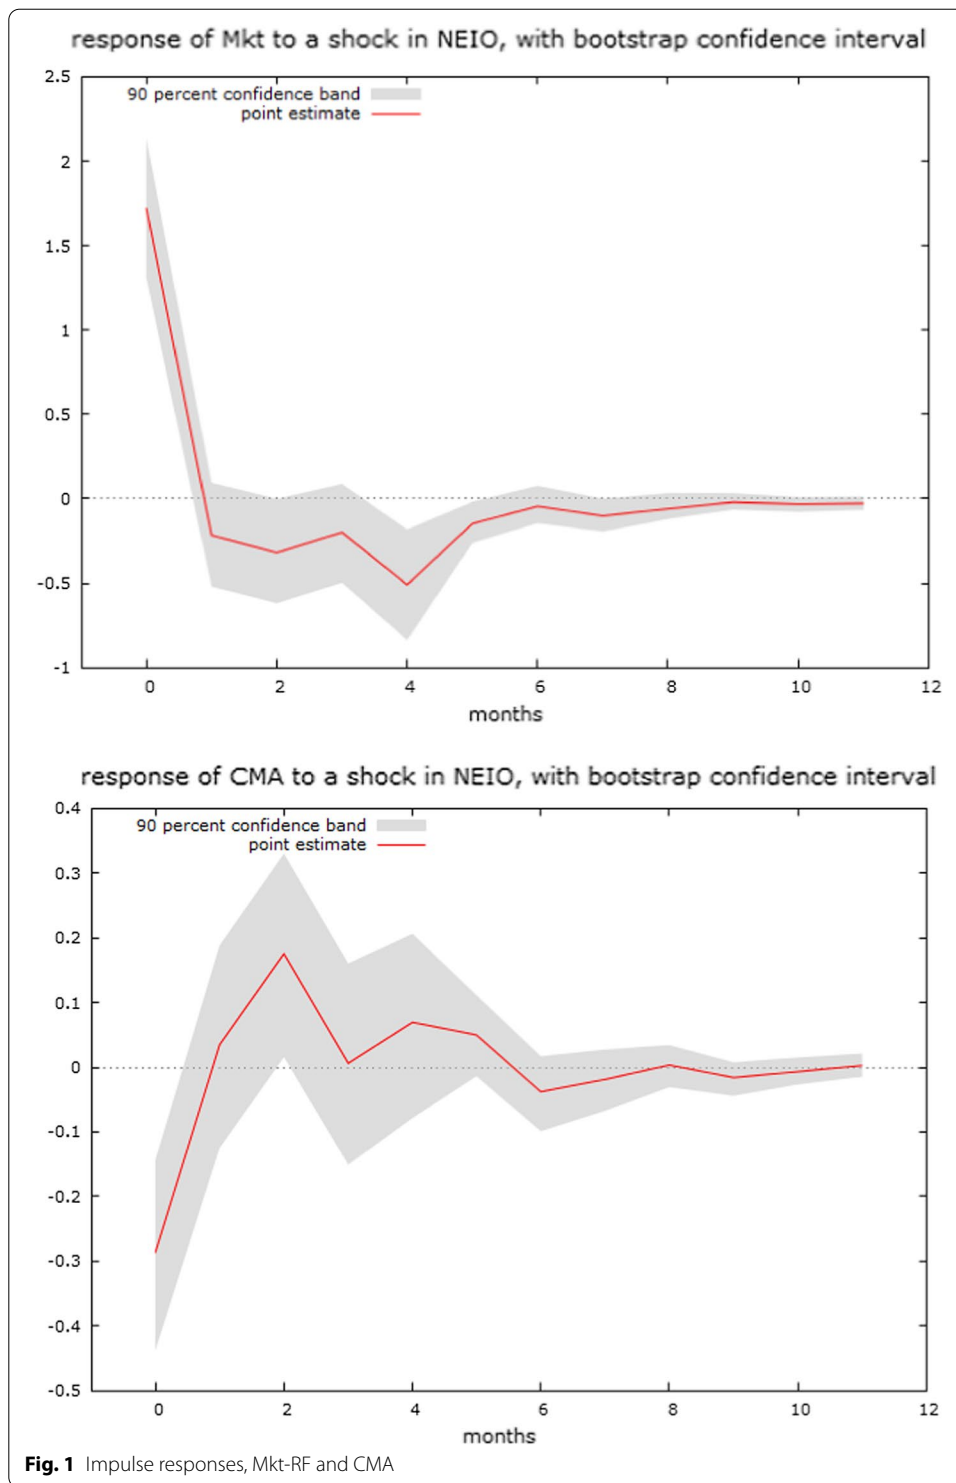 response of Mkt to a shock in NEIO, with bootstrap confidence interval
90 percent confidence band
point estimate
2.5
2
1.5
1
0.5
0
-0.5
-1
0 2 4 6 8 10 12
months
response of CMA to a shock in NEIO, with bootstrap confidence interval
90 percent confidence band
point estimate
0.4
0.3
0.2
0.1
0
-0.1
-0.2
-0.3
-0.4
-0.5
0 2 4 6 8 10 12
months
Fig. 1 Impulse responses, Mkt-RF and CMA